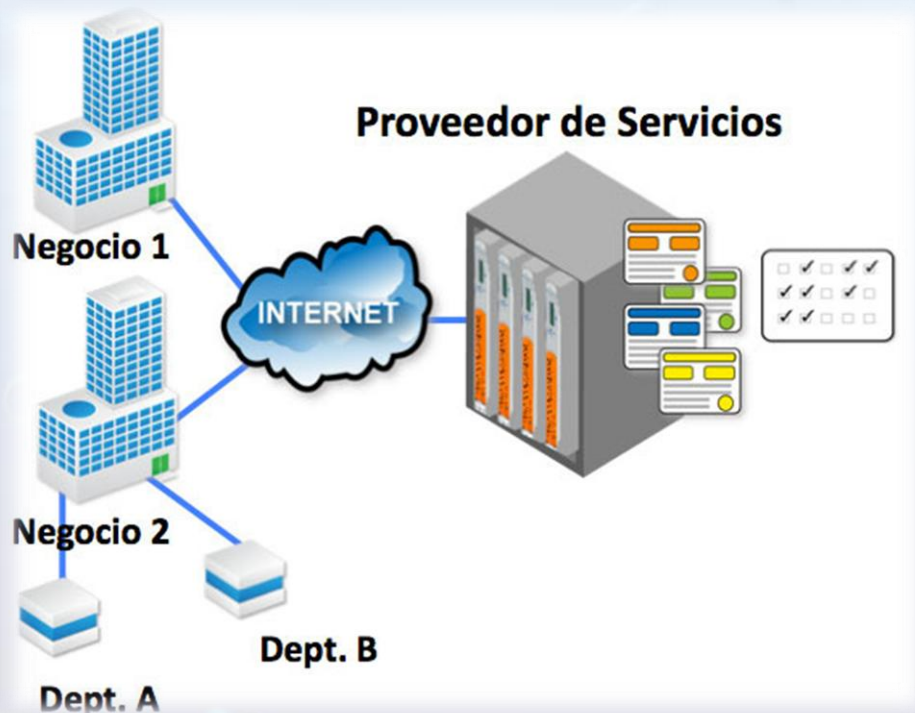 Proveedor de Servicios
Negocio 1
INTERNET
Negocio 2
Dept. B
Dept. A